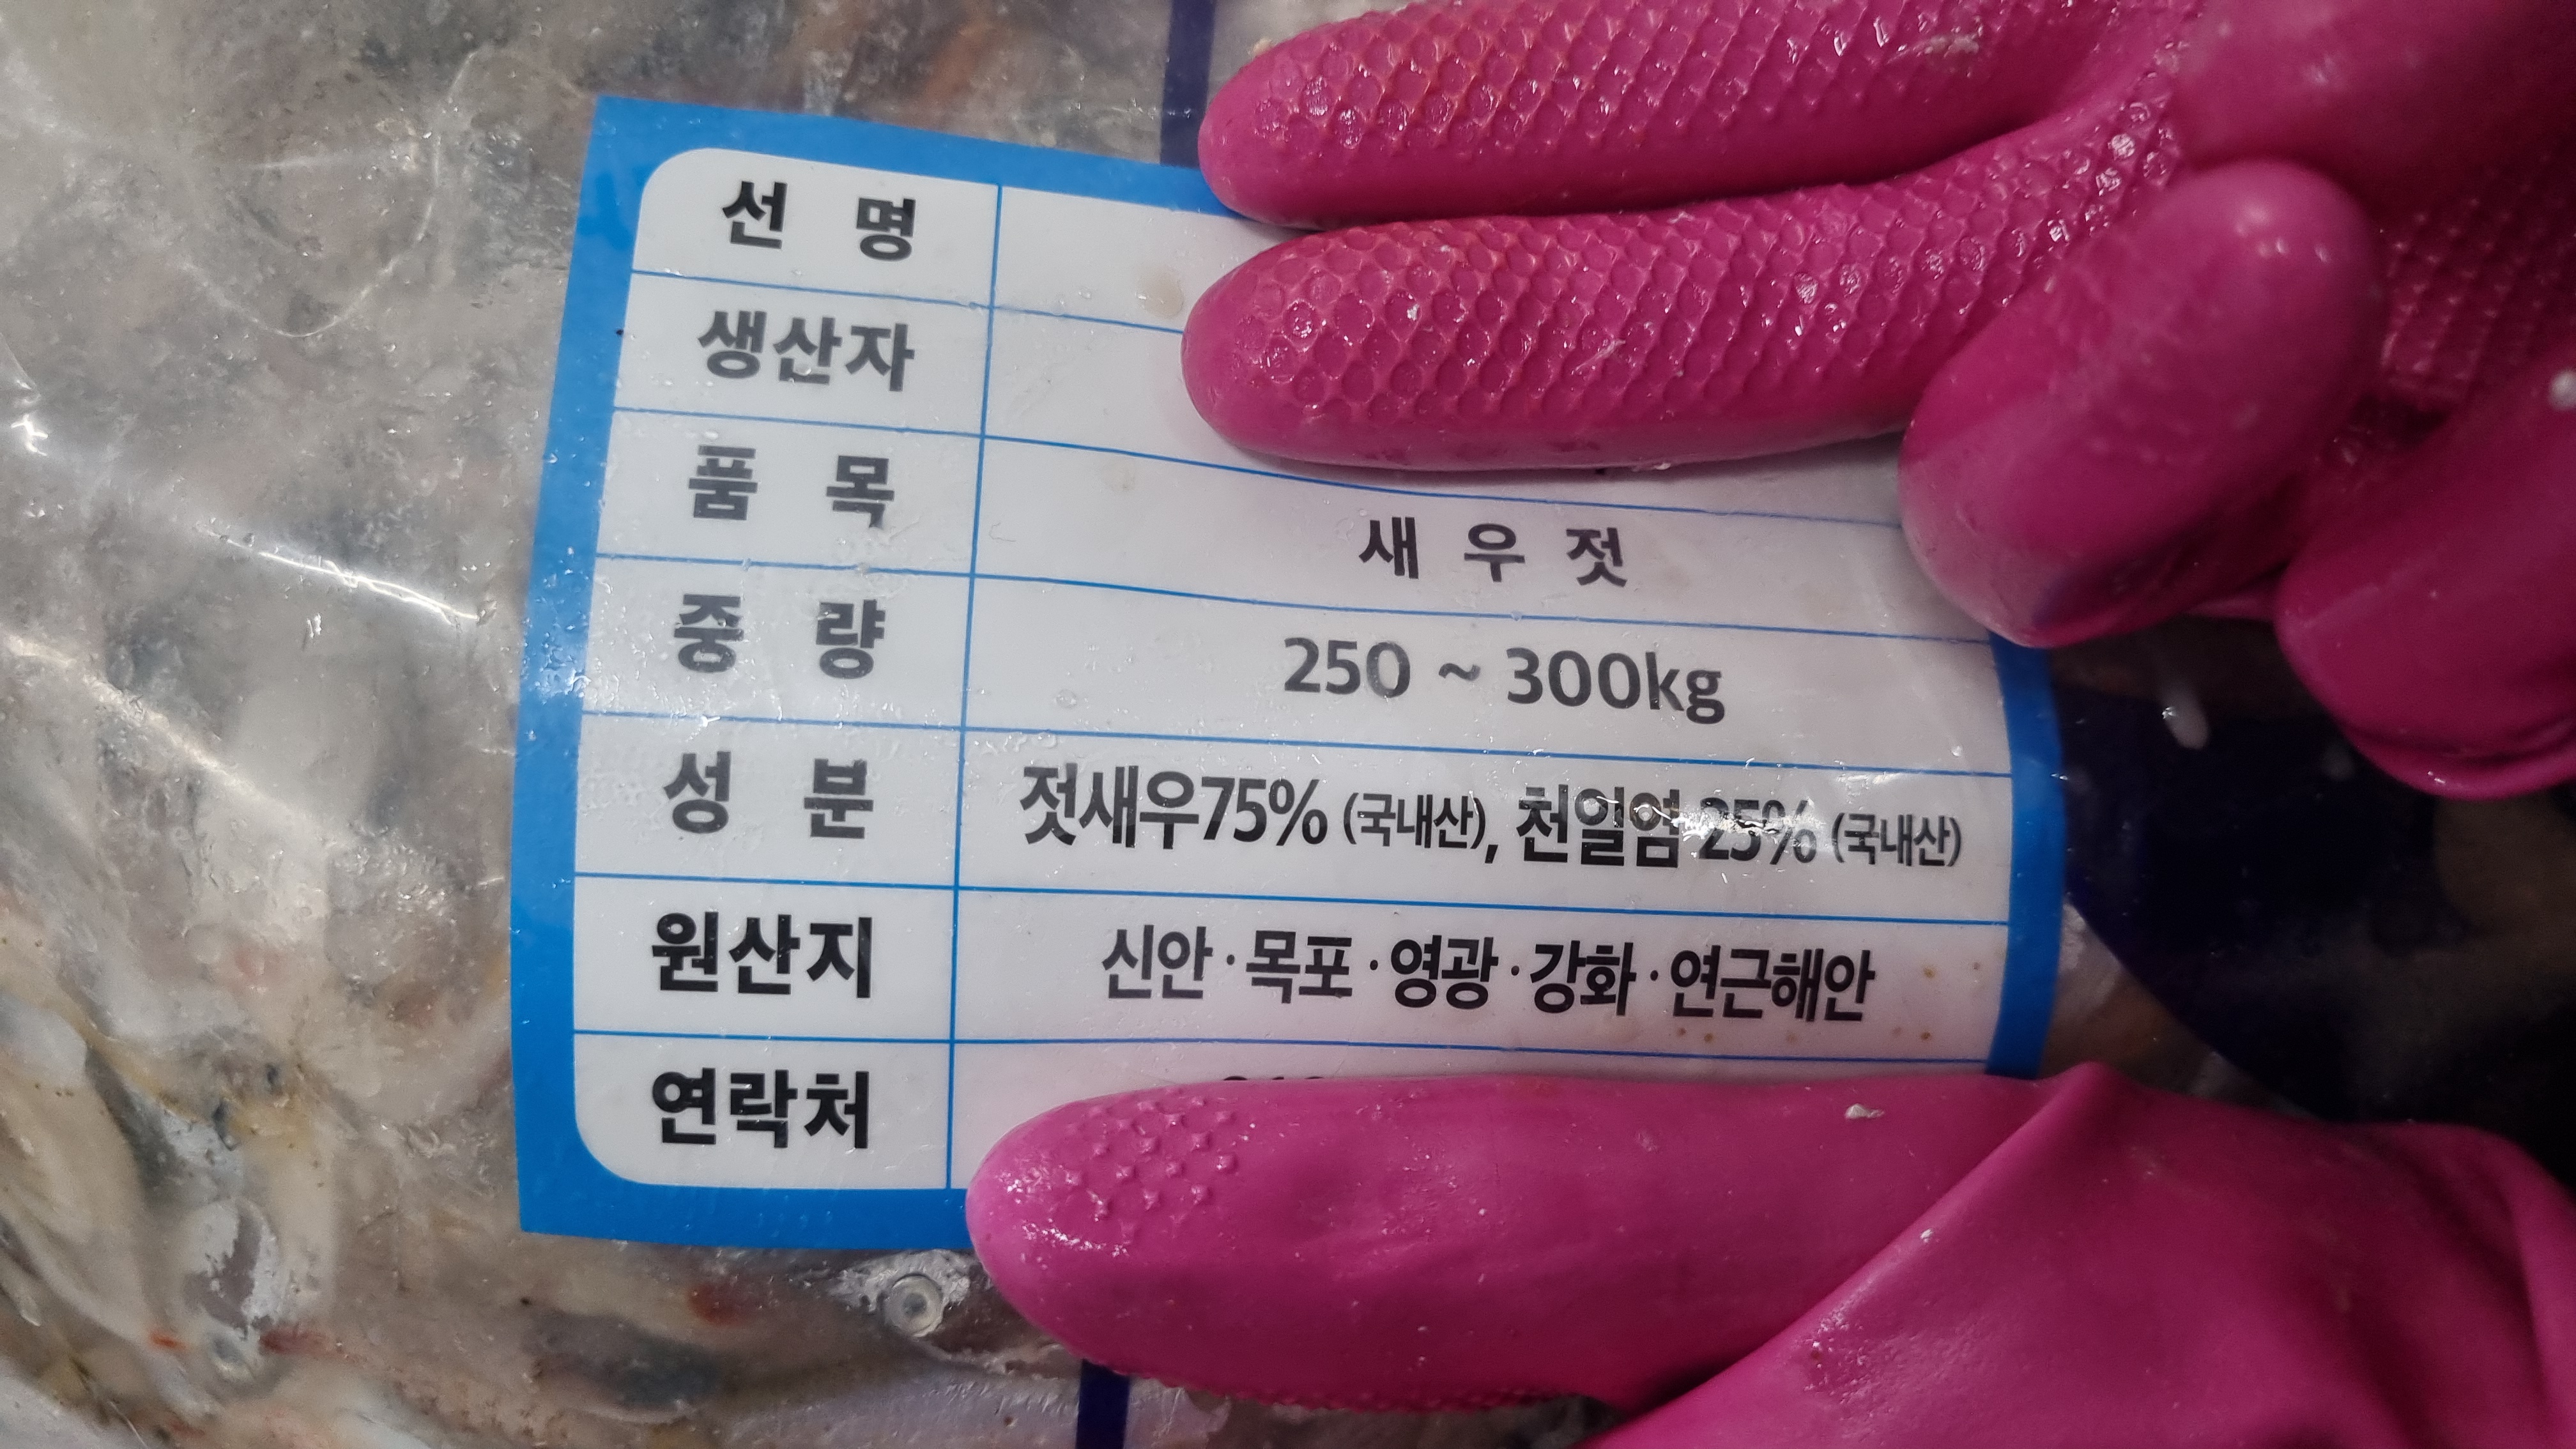 선 명
생산자
품 목 새 우 젓
중 량 250 ~ 300kg
성 분 젓새우75% (국내산), 천일염 25% (국내산)
원산지 신안·목포·영광·강화·연근해안
연락처